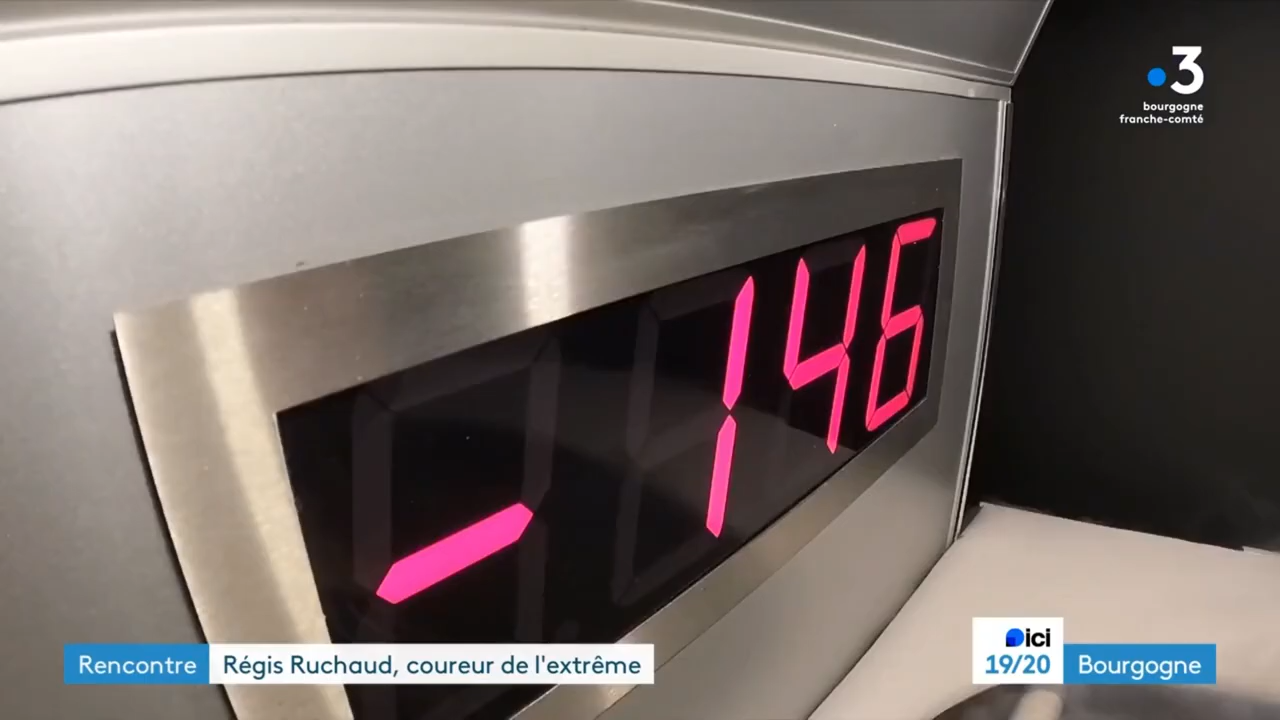 3
bourgogne
franche-comté
-146
Rencontre
Régis Ruchaud, coureur de l'extrême
ici
19/20
Bourgogne